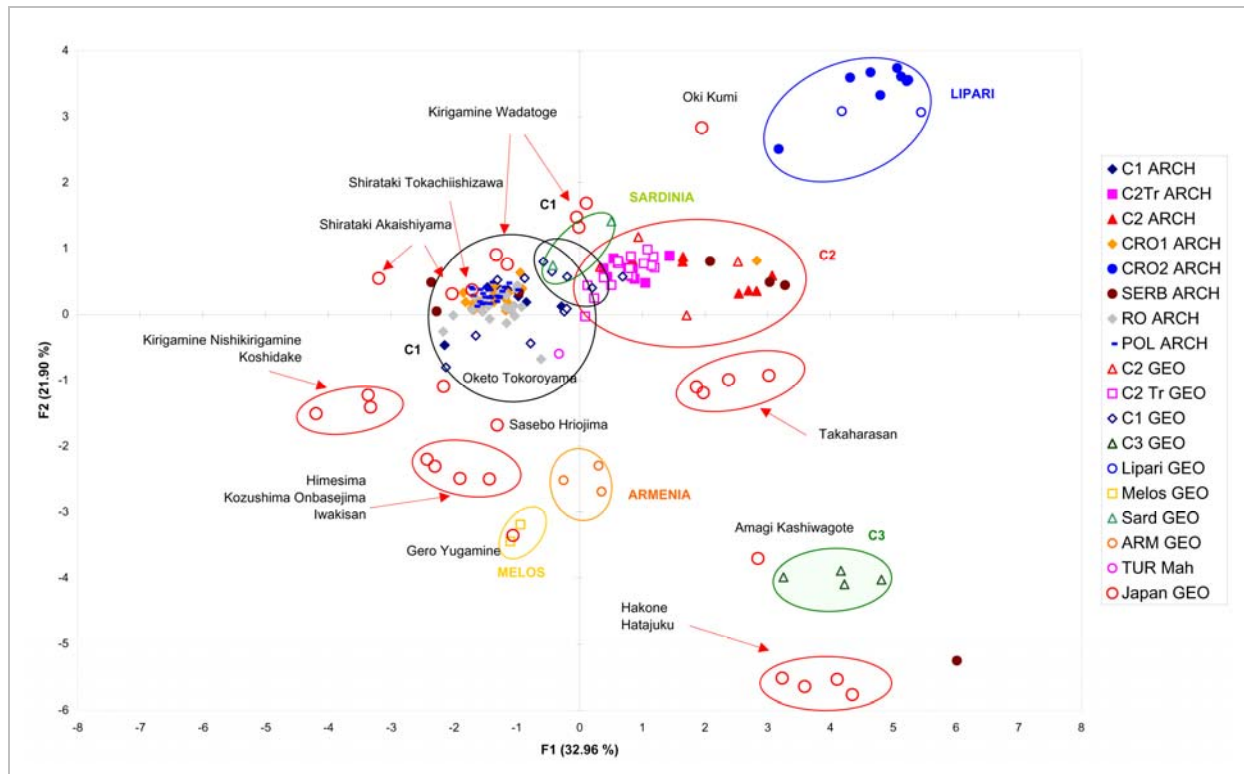 4
3
2
1
0
-1
-2
-3
-4
-5
-6
-8
-7
-6
-5
-4
-3
-2
-1
0
1
2
3
4
5
6
7
8
F2 (21.90 %)
F1 (32.96 %)
Oki Kumi
LIPARI
Kirigamine Wadatoge
Shirataki Tokachiishizawa
C1
SARDINIA
Shirataki Akaishiyama
C2
Kirigamine Nishikirigamine
Koshidake
C1
Oketo Tokoroyama
Sasebo Hriojima
Takaharasan
Himesima
Kozushima Onbasejima
Iwakisan
ARMENIA
Gero Yugamine
MELOS
Amagi Kashiwagote
C3
Hakone
Hatajuku
C1 ARCH
C2Tr ARCH
C2 ARCH
CRO1 ARCH
CRO2 ARCH
SERB ARCH
RO ARCH
POL ARCH
C2 GEO
C2 Tr GEO
C1 GEO
C3 GEO
Lipari GEO
Melos GEO
Sard GEO
ARM GEO
TUR Mah
Japan GEO